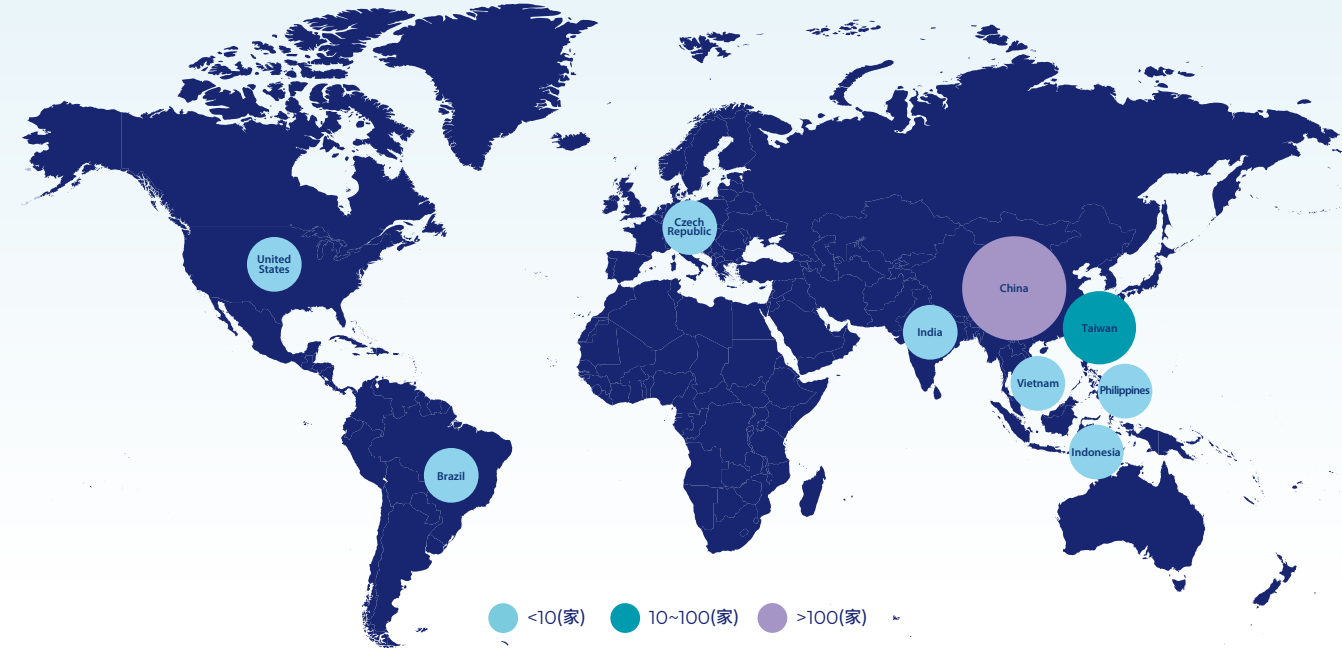 Czech
Republic
United
States
China
Taiwan
India
Vietnam
Philippines
Indonesia
Brazil
<10(家)
10~100(家)
>100(家)